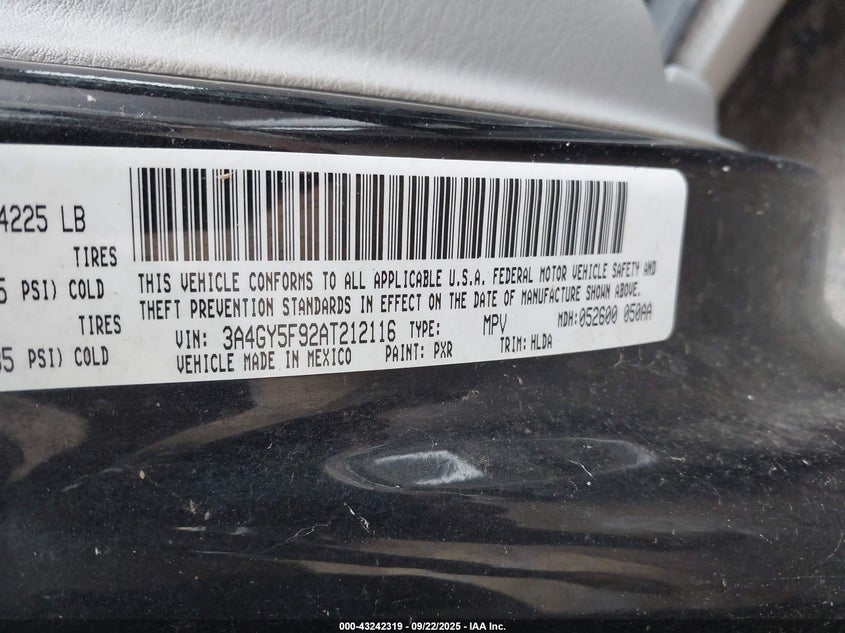 4225 LB
TIRES
5 PSI) COLD
TIRES
35 PSI) COLD
THIS VEHICLE CONFORMS TO ALL APPLICABLE U.S.A. FEDERAL MOTOR VEHICLE SAFETY AND
THEFT PREVENTION STANDARDS IN EFFECT ON THE DATE OF MANUFACTURE SHOWN ABOVE.
VIN: 3A4GY5F92AT212116 TYPE: MPV MDH:052600 050AA
VEHICLE MADE IN MEXICO PAINT: PXR TRIM: HLDA
000-43242319 - 09/22/2025 - IAA Inc.